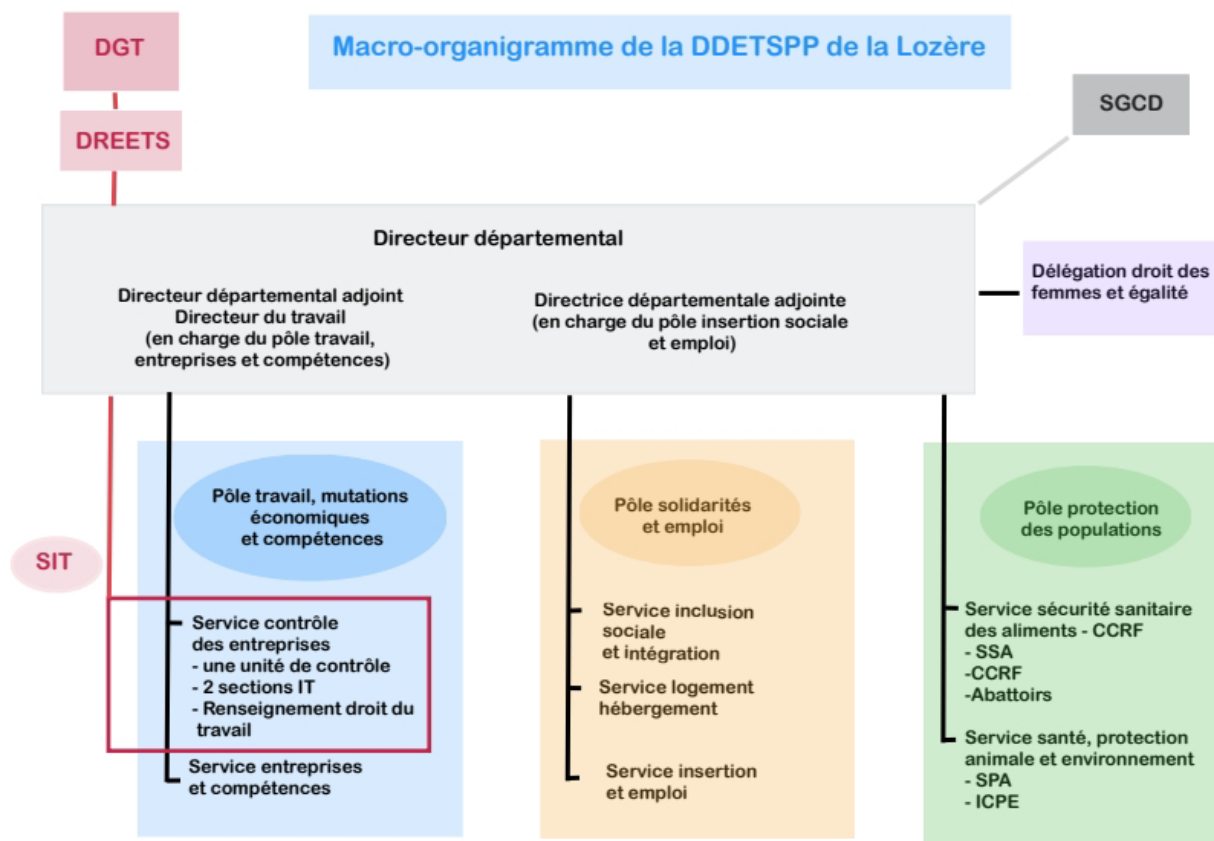 DGT
Macro-organigramme de la DDETSPP de la Lozère
SGCD
DREETS
Directeur départemental
Directeur départemental adjoint
Directeur du travail
(en charge du pôle travail,
entreprises et compétences)
Directrice départementale adjointe
(en charge du pôle insertion sociale
et emploi)
Délégation droit des
femmes et égalité
Pôle travail, mutations
économiques
et compétences
SIT
Service contrôle
des entreprises
- une unité de contrôle
- 2 sections IT
- Renseignement droit du
travail
Service entreprises
et compétences
Pôle solidarités
et emploi
Service inclusion
sociale
et intégration
Service logement
hébergement
Service insertion
et emploi
Pôle protection
des populations
Service sécurité sanitaire
des aliments - CCRF
- SSA
-CCRF
-Abattoirs
Service santé, protection
animale et environnement
- SPA
- ICPE